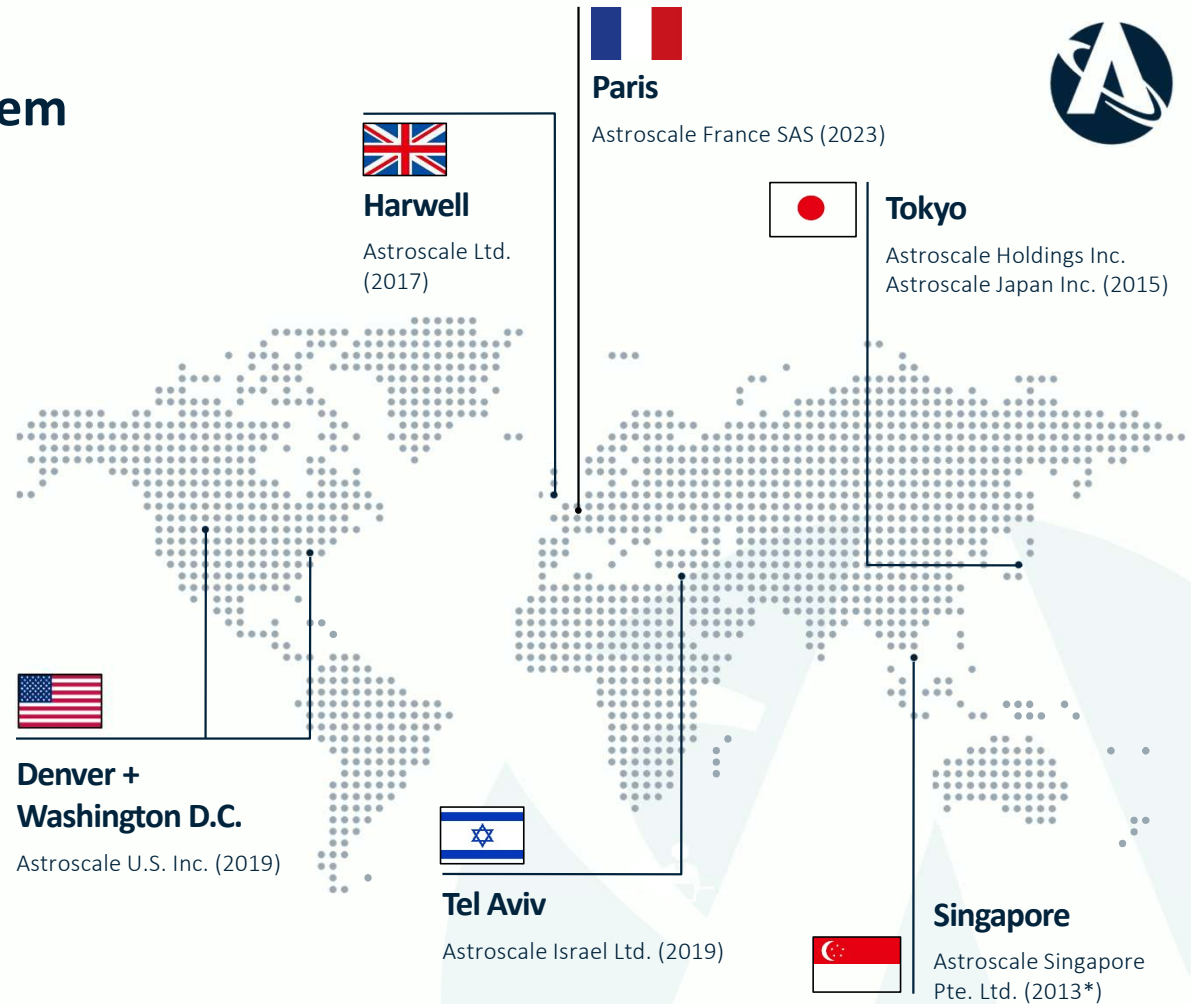 em
Paris
Astroscale France SAS (2023)
Harwell
Astroscale Ltd.
(2017)
Tokyo
Astroscale Holdings Inc.
Astroscale Japan Inc. (2015)
Denver +
Washington D.C.
Astroscale U.S. Inc. (2019)
Tel Aviv
Astroscale Israel Ltd. (2019)
Singapore
Astroscale Singapore
Pte. Ltd. (2013*)